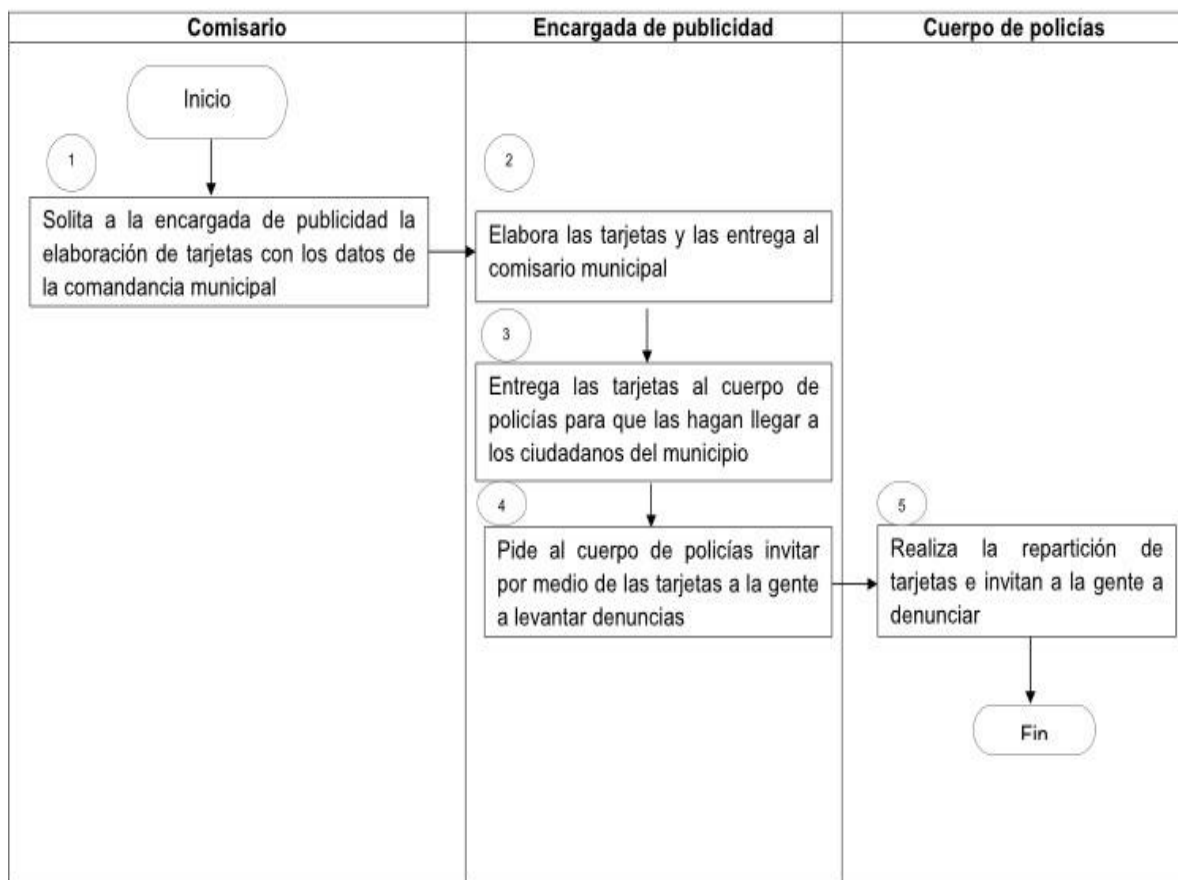 Comisario
Encargada de publicidad
Cuerpo de policías
Inicio
1
Solita a la encargada de publicidad la
elaboración de tarjetas con los datos de
la comandancia municipal
2
Elabora las tarjetas y las entrega al
comisario municipal
3
Entrega las tarjetas al cuerpo de
policías para que las hagan llegar a
los ciudadanos del municipio
4
Pide al cuerpo de policías invitar
por medio de las tarjetas a la gente
a levantar denuncias
5
Realiza la repartición de
tarjetas e invitan a la gente a
denunciar
Fin